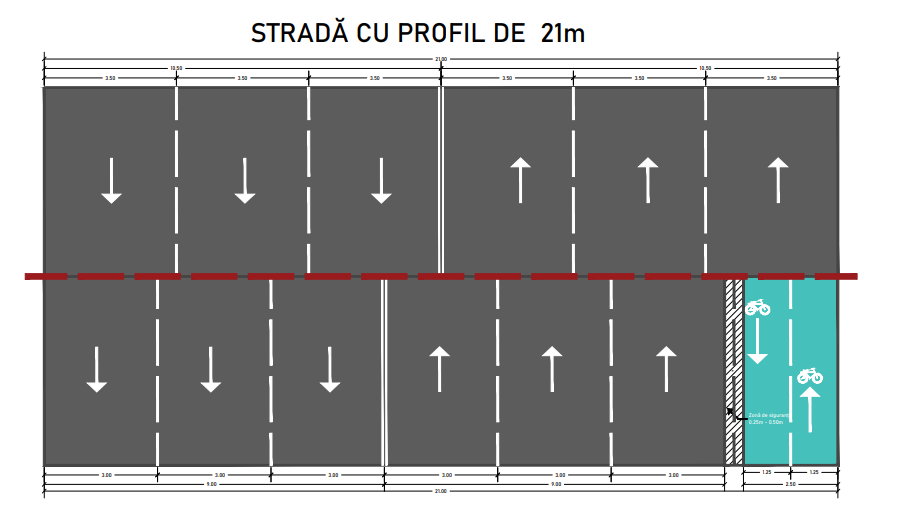 STRADĂ CU PROFIL DE 21m
21.00
10.50 10.50
3.50 3.50 3.50 3.50 3.50 3.50
Zonă de siguranță
0.25m - 0.50m
3.00 3.00 3.00 3.00 3.00 3.00 1.25 1.25
9.00 9.00 2.50
21.00